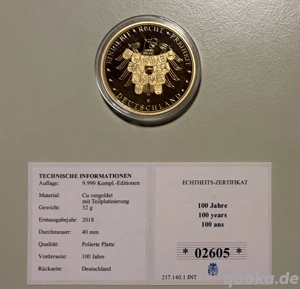 EINIGKEIT · RECHT · FREIHEIT
DEUTSCHLAND
TECHNISCHE INFORMATIONEN
Auflage: 9.999 Kompl.-Editionen
Material: Cu vergoldet
mit Teilplatinierung
Gewicht: 32 g
Erstausgabejahr: 2018
Durchmesser: 40 mm
Qualität: Polierte Platte
Vorderseite: 100 Jahre
Rückseite: Deutschland
ECHTHEITS-ZERTIFIKAT
100 Jahre
100 years
100 ans
* 02605 *
217.140.1 INT
quoka.de